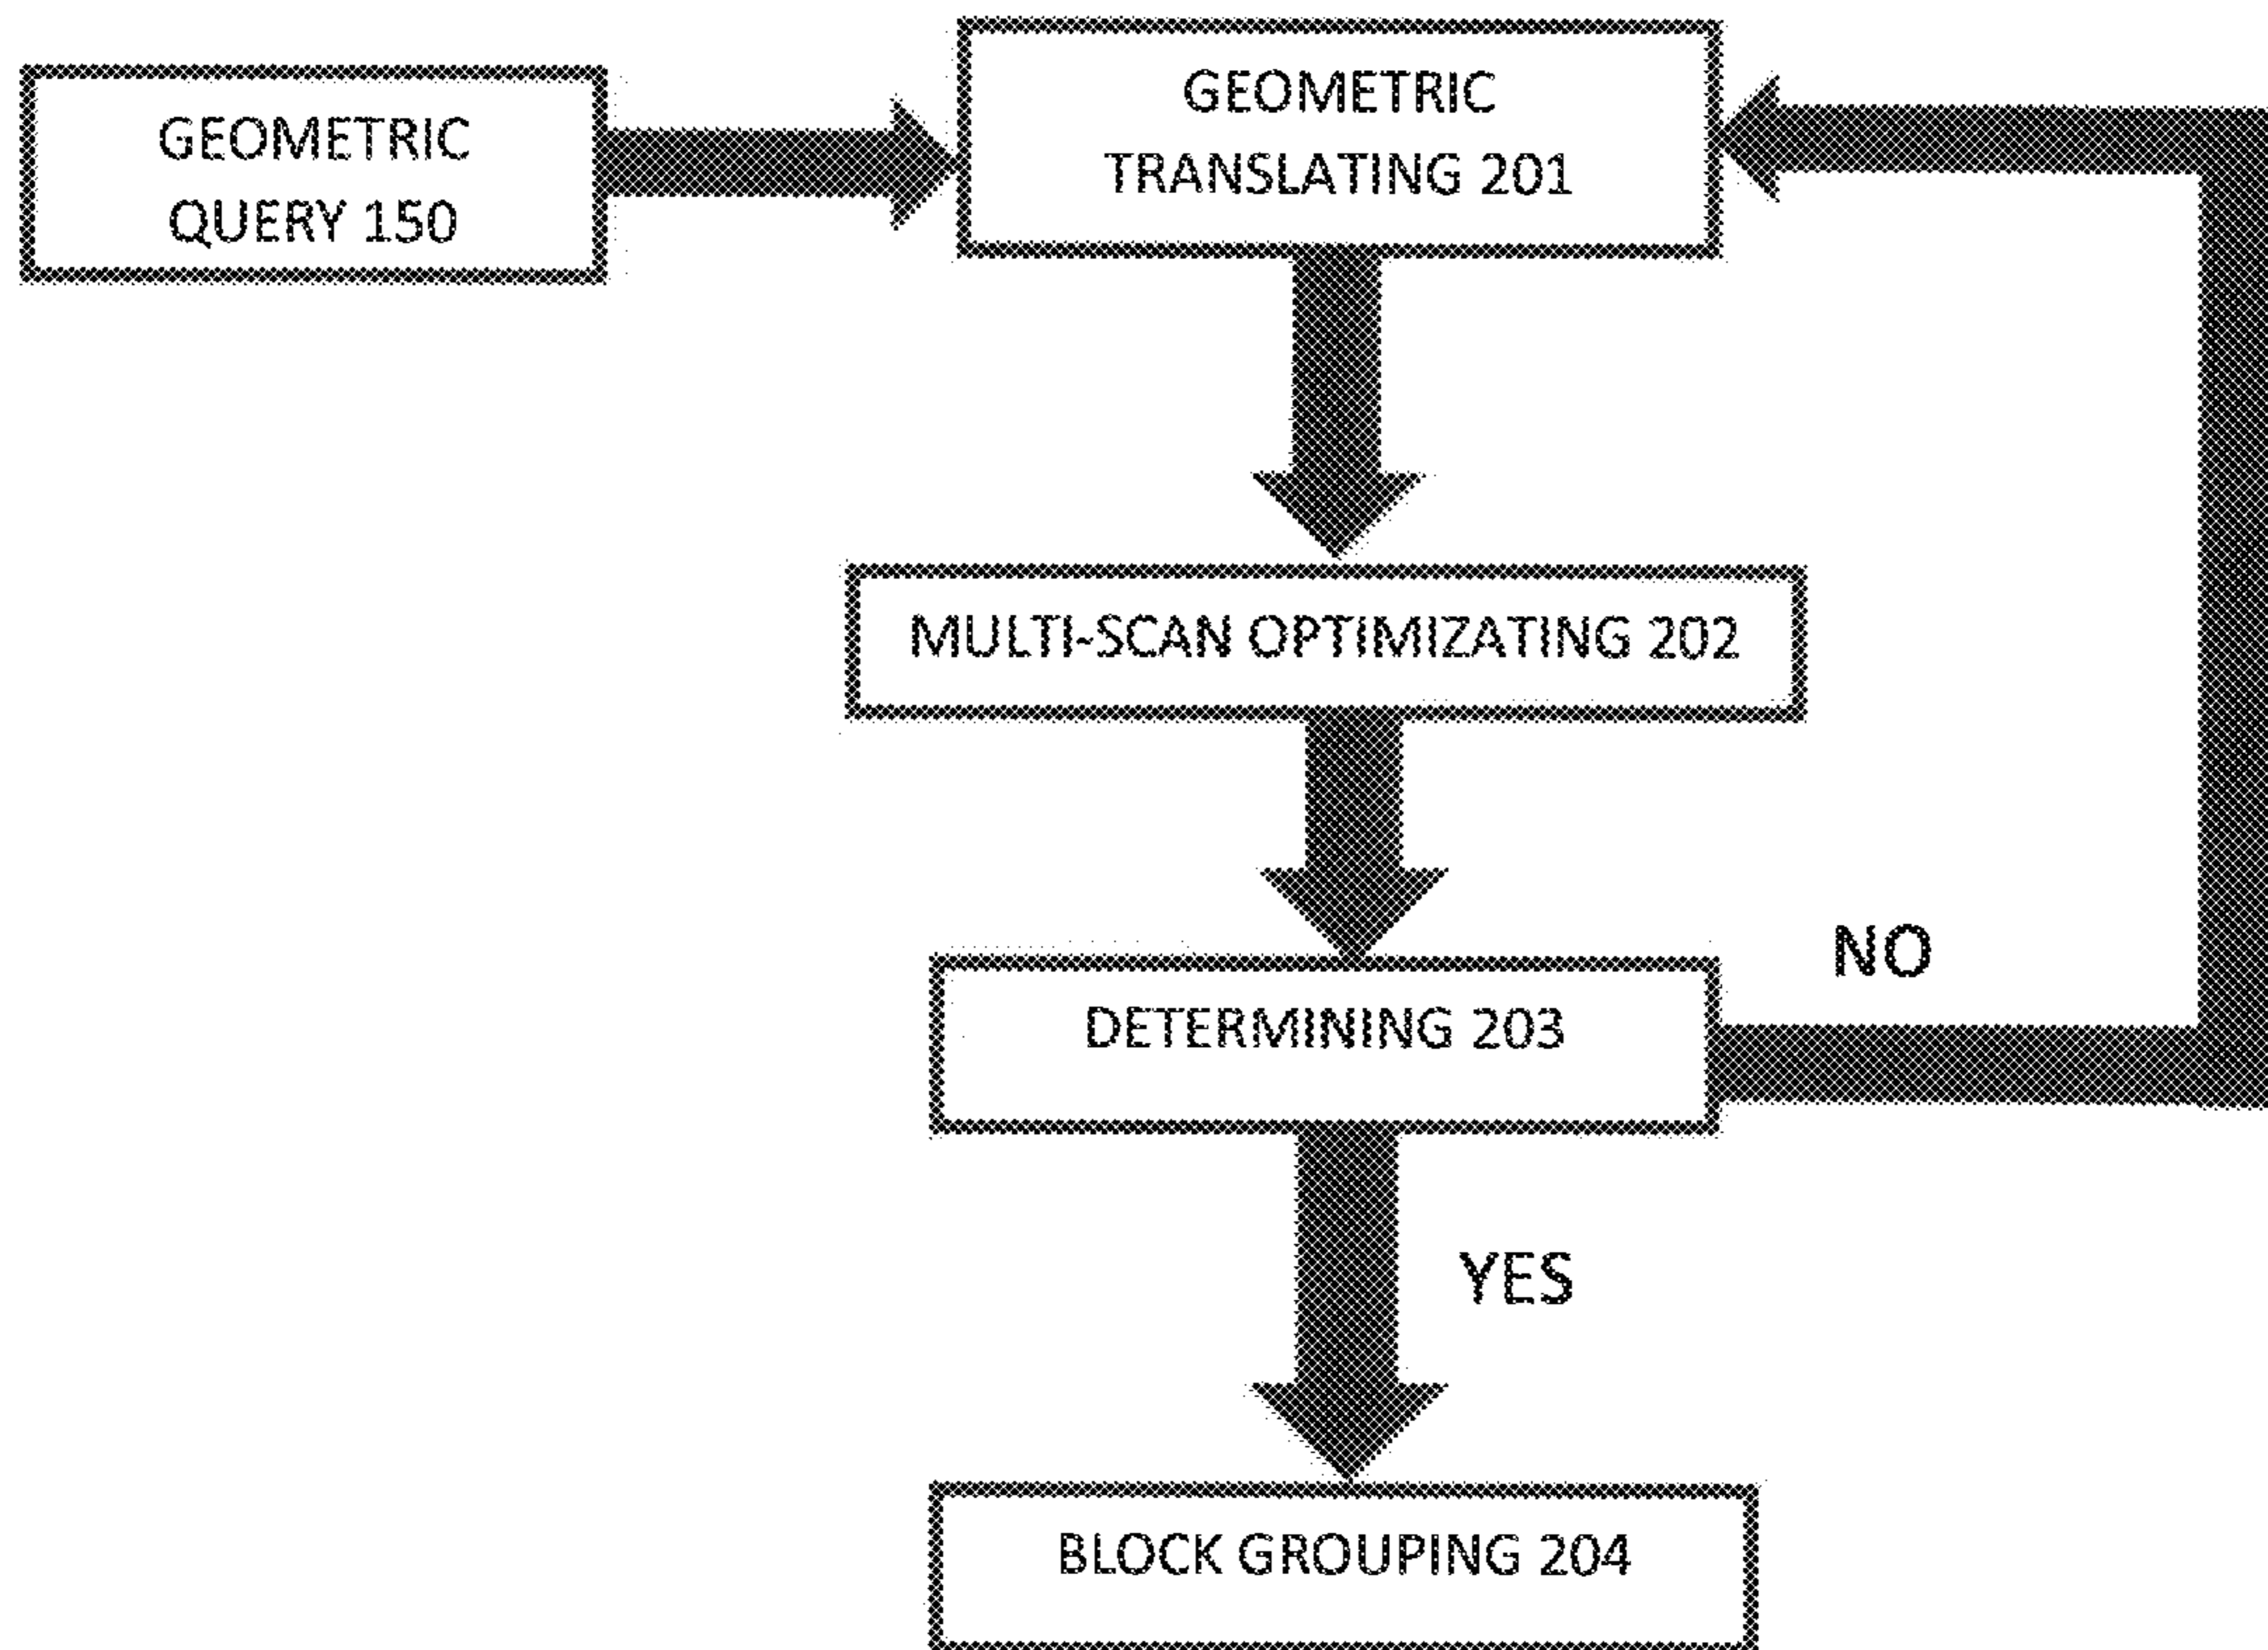 GEOMETRIC
QUERY 150
GEOMETRIC
TRANSLATING 201
MULTI-SCAN OPTIMIZATING 202
DETERMINING 203
NO
YES
BLOCK GROUPING 204